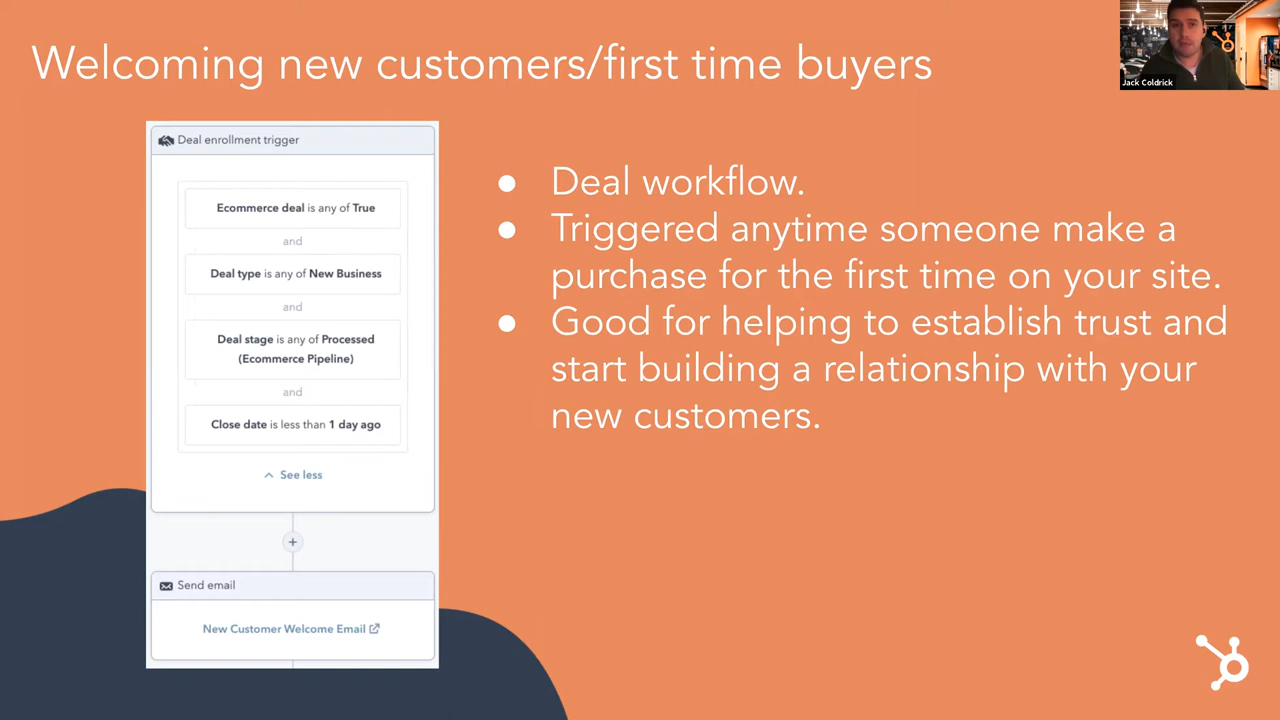 Welcoming new customers/first time buyers
Jack Coldrick
Deal enrollment trigger
Ecommerce deal is any of True
and
Deal type is any of New Business
and
Deal stage is any of Processed
(Ecommerce Pipeline)
and
Close date is less than 1 day ago
See less
Send email
New Customer Welcome Email
● Deal workflow.
● Triggered anytime someone make a
purchase for the first time on your site.
● Good for helping to establish trust and
start building a relationship with your
new customers.